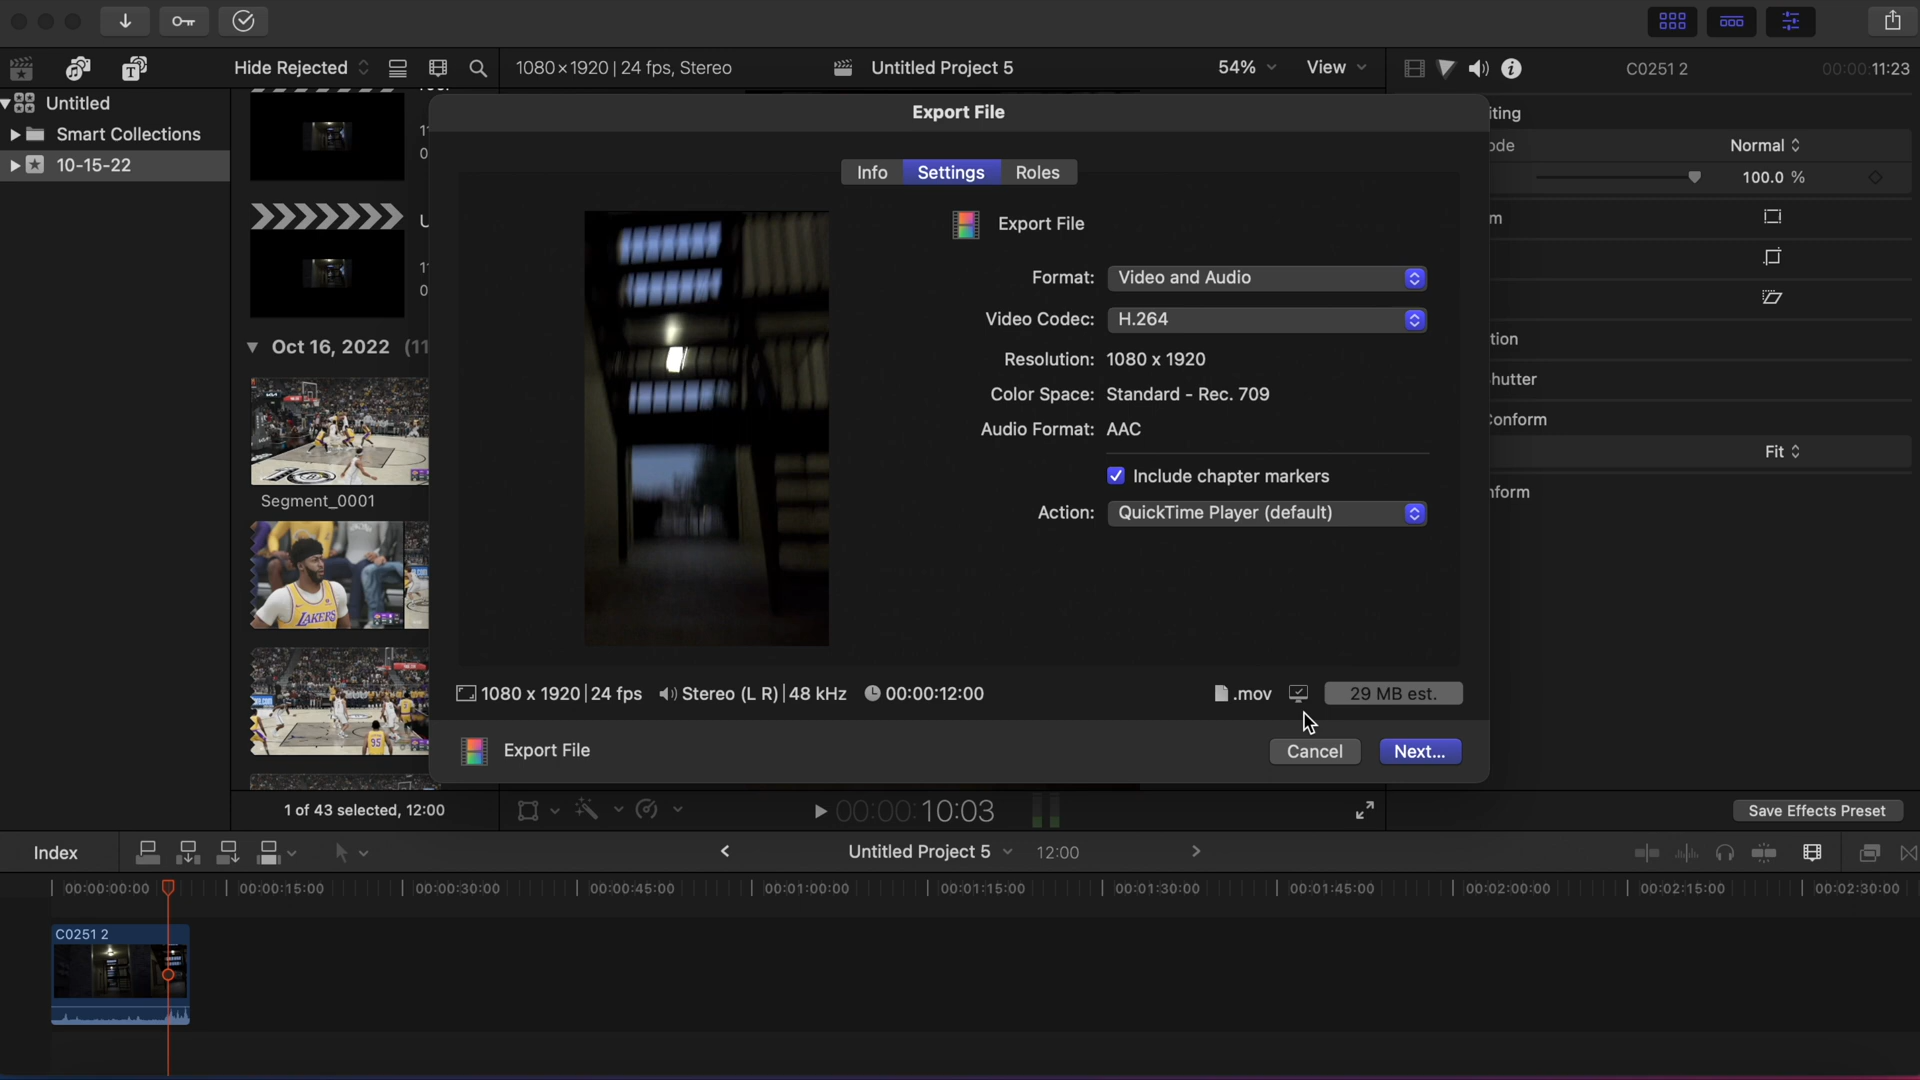 Hide Rejected
1080×1920 | 24 fps, Stereo
Untitled Project 5
54%
View
C0251 2
00:00:11:23
Untitled
Smart Collections
10-15-22
Export File
Info
Settings
Roles
Export File
Format: Video and Audio
Video Codec: H.264
Resolution: 1080 x 1920
Color Space: Standard - Rec. 709
Audio Format: AAC
Include chapter markers
Action: QuickTime Player (default)
1080 x 1920 | 24 fps
Stereo (L R) | 48 kHz
00:00:12:00
.mov
29 MB est.
Export File
Cancel
Next...
Oct 16, 2022 (11
Segment_0001
LAKERS
95
1 of 43 selected, 12:00
iting
ode
Normal
100.0 %
m
tion
hutter
Conform
Fit
nform
00:00:10:03
Save Effects Preset
Index
Untitled Project 5
12:00
00:00:00:00
00:00:15:00
00:00:30:00
00:00:45:00
00:01:00:00
00:01:15:00
00:01:30:00
00:01:45:00
00:02:00:00
00:02:15:00
00:02:30:00
C0251 2